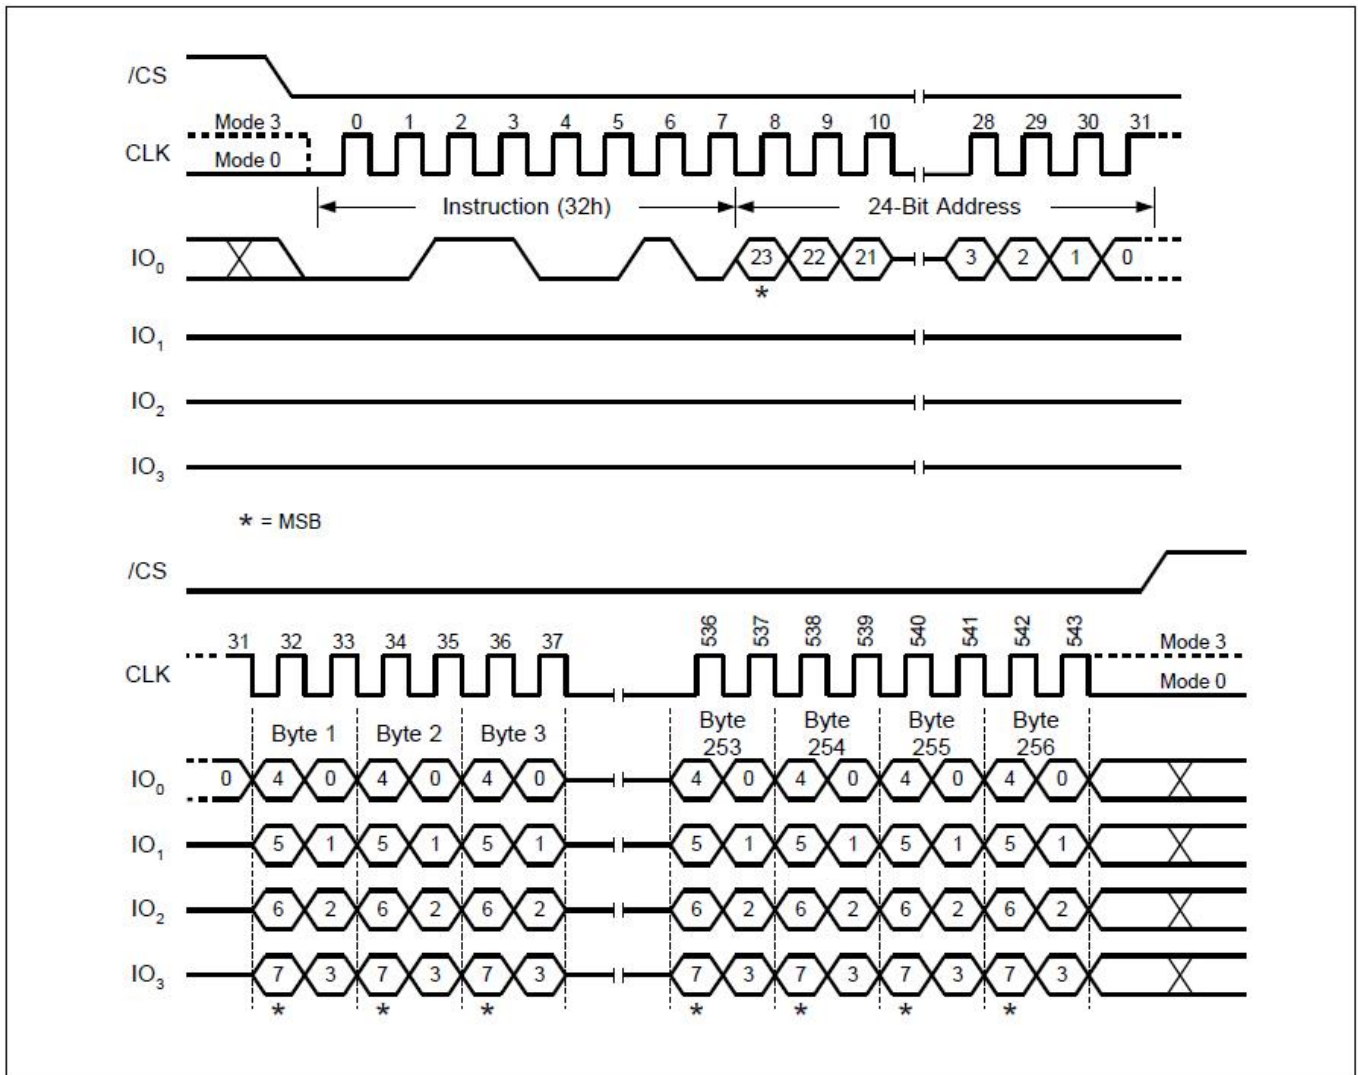 /CS
Mode 3 0 1 2 3 4 5 6 7 8 9 10 28 29 30 31
CLK
Mode 0
Instruction (32h) 24-Bit Address
IO0 23 22 21 3 2 1 0
*
IO1
IO2
IO3
* = MSB
/CS
31 32 33 34 35 36 37 536 537 538 539 540 541 542 543 Mode 3
CLK
Mode 0
Byte 1 Byte 2 Byte 3 Byte 253 Byte 254 Byte 255 Byte 256
IO0 0 4 0 4 0 4 0 4 0 4 0 4 0 4 0
IO1 5 1 5 1 5 1 5 1 5 1 5 1 5 1
IO2 6 2 6 2 6 2 6 2 6 2 6 2 6 2
IO3 7 3 7 3 7 3 7 3 7 3 7 3 7 3
* * * * * * *